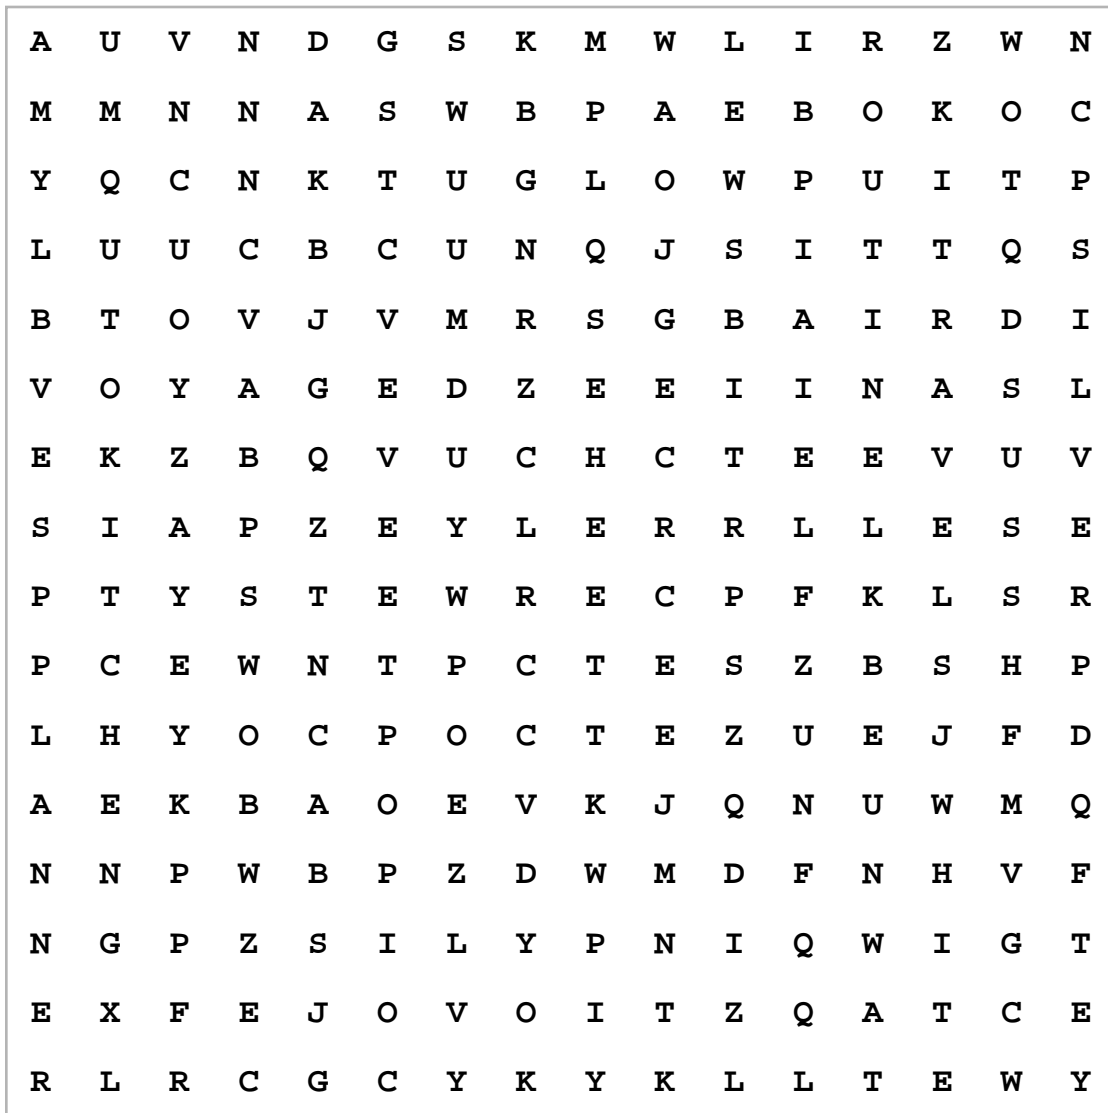 A U V N D G S K M W L I R Z W N
M M N N A S W B P A E B O K O C
Y Q C N K T U G L O W P U I T P
L U U C B C U N Q J S I T T Q S
B T O V J V M R S G B A I R D I
V O Y A G E D Z E E I I N A S L
E K Z B Q V U C H C T E E V U V
S I A P Z E Y L E R R L L E S E
P T Y S T E W R E C P F K L S R
P C E W N T P C T E S Z B S H P
L H Y O C P O C T E Z U E J F D
A E K B A O E V K J Q N U W M Q
N N P W B P Z D W M D F N H V F
N G P Z S I L Y P N I Q W I G T
E X F E J O V O I T Z Q A T C E
R L R C G C Y K Y K L L T E W Y